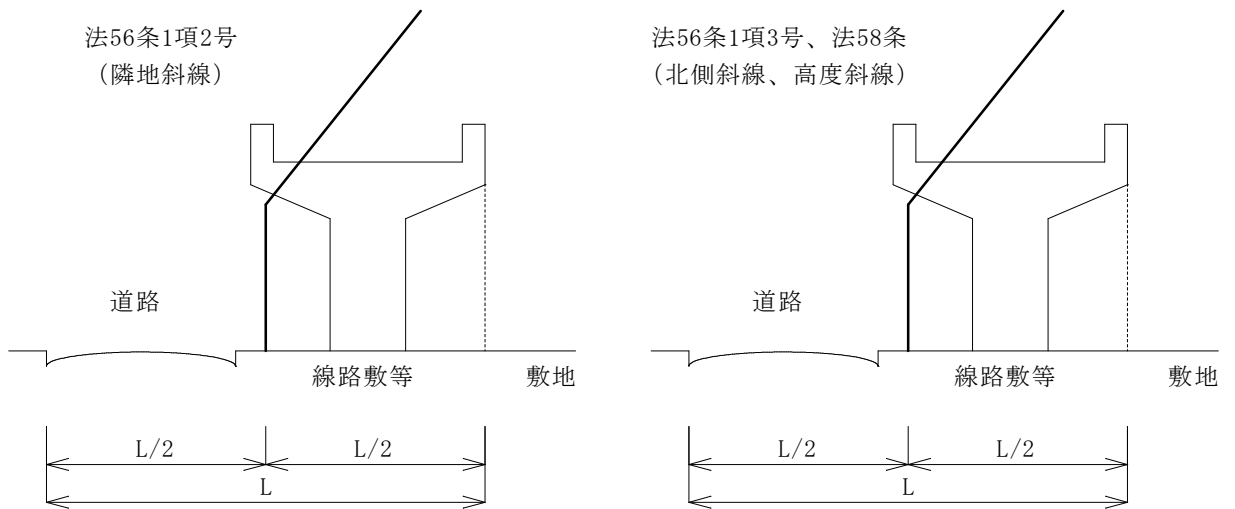 法56条1項2号
（隣地斜線）
道路
線路敷等
敷地
L/2
L/2
L
法56条1項3号、法58条
（北側斜線、高度斜線）
道路
線路敷等
敷地
L/2
L/2
L